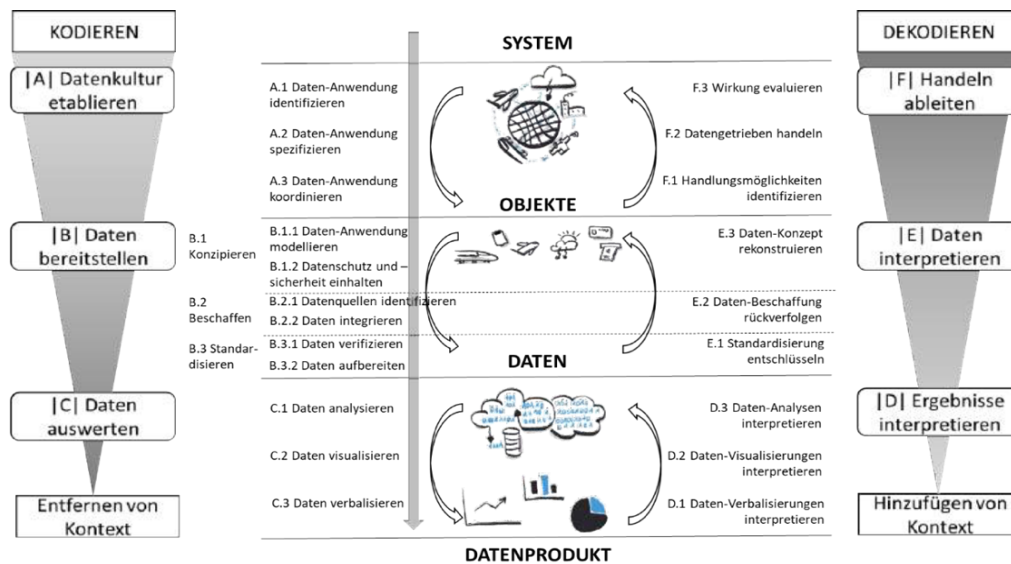 KODIEREN
|A| Datenkultur
etablieren
|B| Daten
bereitstellen
|C| Daten
auswerten
Entfernen von
Kontext
B.1
Konzipieren
B.2
Beschaffen
B.3 Standar-
disieren
SYSTEM
A.1 Daten-Anwendung
identifizieren
A.2 Daten-Anwendung
spezifizieren
A.3 Daten-Anwendung
koordinieren
F.3 Wirkung evaluieren
F.2 Datengetrieben handeln
F.1 Handlungsmöglichkeiten
identifizieren
OBJEKTE
B.1.1 Daten-Anwendung
modellieren
B.1.2 Datenschutz und –
sicherheit einhalten
B.2.1 Datenquellen identifizieren
B.2.2 Daten integrieren
B.3.1 Daten verifizieren
B.3.2 Daten aufbereiten
E.3 Daten-Konzept
rekonstruieren
E.2 Daten-Beschaffung
rückverfolgen
E.1 Standardisierung
entschlüsseln
DATEN
C.1 Daten analysieren
C.2 Daten visualisieren
C.3 Daten verbalisieren
D.3 Daten-Analysen
interpretieren
D.2 Daten-Visualisierungen
interpretieren
D.1 Daten-Verbalisierungen
interpretieren
DATENPRODUKT
DEKODIEREN
|F| Handeln
ableiten
|E| Daten
interpretieren
|D| Ergebnisse
interpretieren
Hinzufügen von
Kontext